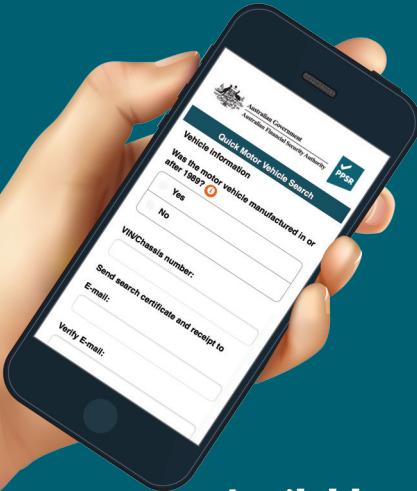 Australian Government
Australian Financial Security Authority
PPSR
Quick Motor Vehicle Search
Vehicle information
Was the motor vehicle manufactured in or
after 1989?
Yes
No
VIN/Chassis number:
Send search certificate and receipt to
E-mail:
Verify E-mail: